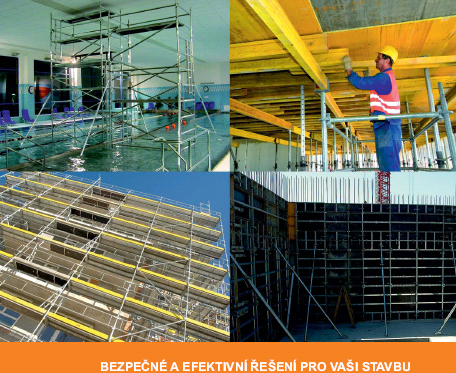 BEZPEČNÉ A EFEKTIVNÍ ŘEŠENÍ PRO VAŠI STAVBU